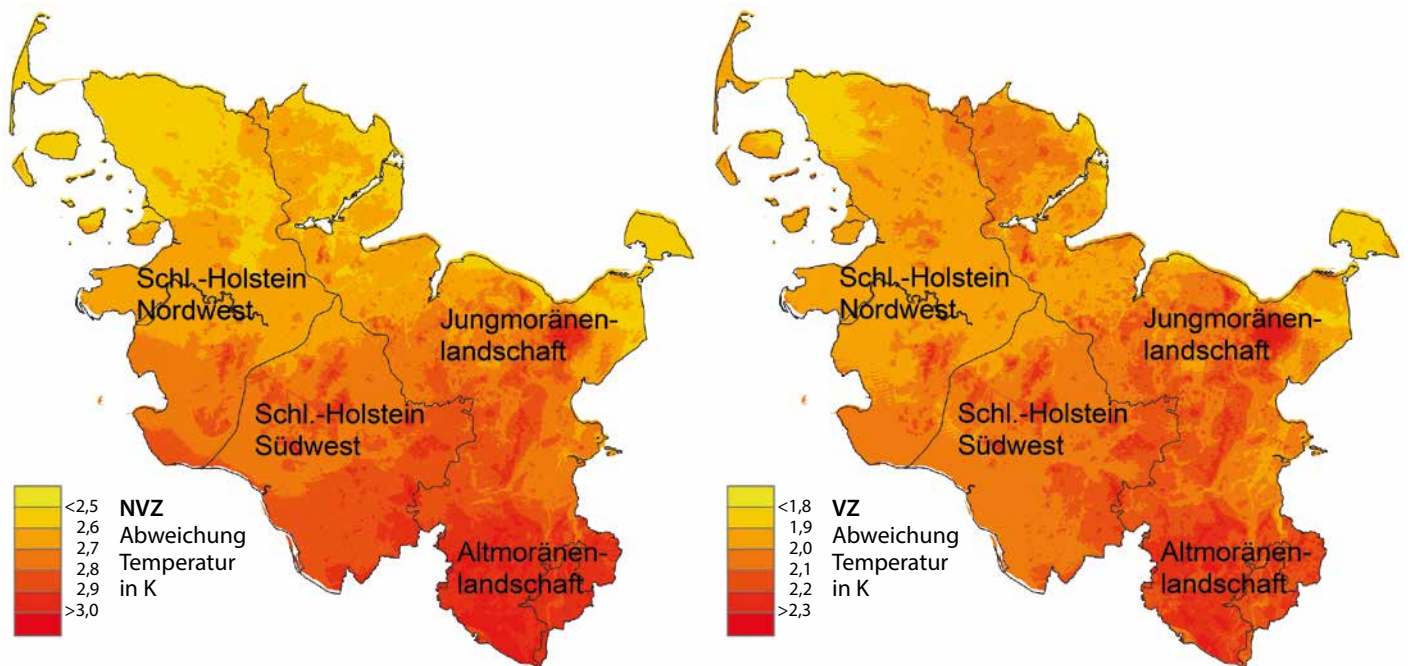 Schl.-Holstein
Nordwest
Jungmoränen-
landschaft
Schl.-Holstein
Südwest
Altmoränen-
landschaft
<2,5
2,6
2,7
2,8
2,9
>3,0
NVZ
Abweichung
Temperatur
in K
Schl.-Holstein
Nordwest
Jungmoränen-
landschaft
Schl.-Holstein
Südwest
Altmoränen-
landschaft
<1,8
1,9
2,0
2,1
2,2
>2,3
VZ
Abweichung
Temperatur
in K